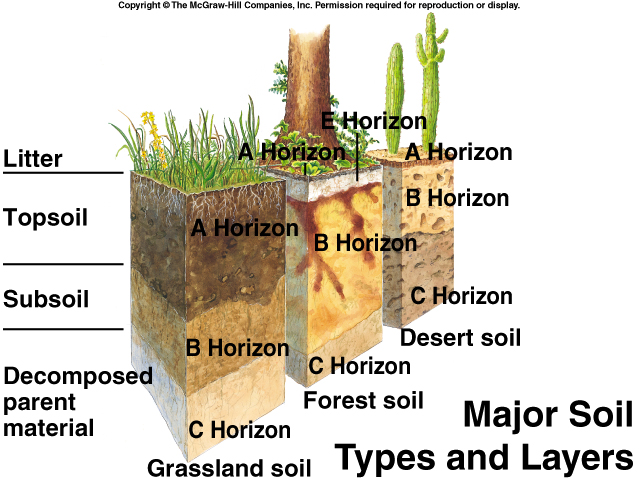 Copyright © The McGraw-Hill Companies, Inc. Permission required for reproduction or display.
E Horizon
Litter
A Horizon
A Horizon
Topsoil
A Horizon
B Horizon
B Horizon
Subsoil
C Horizon
B Horizon
Desert soil
Decomposed
parent
material
C Horizon
Forest soil
C Horizon
Grassland soil
Major Soil
Types and Layers